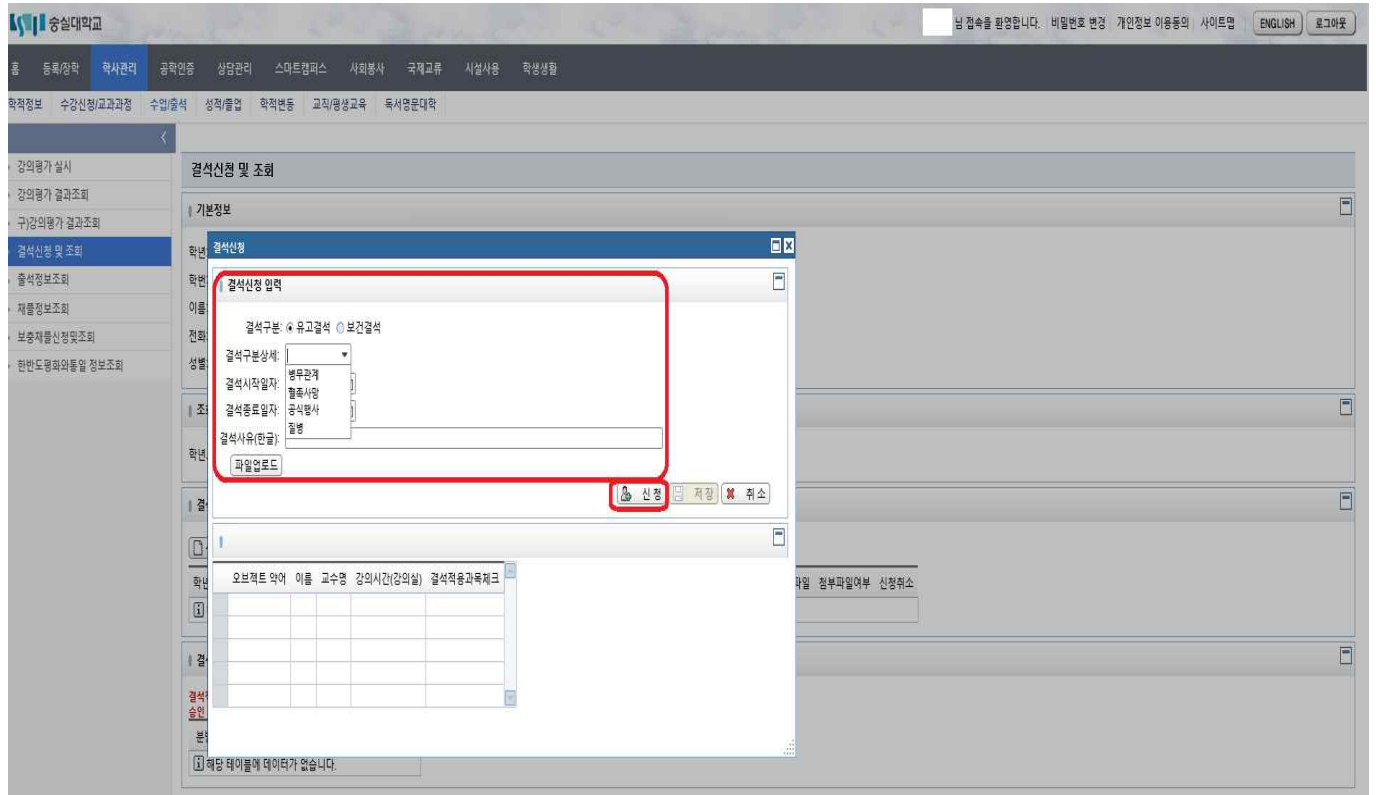 숭실대학교
님 접속을 환영합니다. 비밀번호 변경 개인정보 이용동의 사이트맵 ENGLISH 로그아웃
홈 등록/장학 학사관리 공학인증 상담관리 스마트캠퍼스 사회봉사 국제교류 시설사용 학생생활
학적정보 수강신청/교과과정 수업/출석 성적/졸업 학적변동 교직/평생교육 독서명문대학
강의평가 실시
강의평가 결과조회
구)강의평가 결과조회
결석신청 및 조회
출석정보조회
채플정보조회
보충채플신청및조회
한반도평화와통일 정보조회
결석신청 및 조회
기본정보
학년
학번
이름
전화
성별
학년
결석신청
결석신청 입력
결석구분: 유고결석 보건결석
결석구분상세:
병무관계
혈족사망
공식행사
질병
결석시작일자:
결석종료일자:
결석사유(한글):
파일업로드
신청 저장 취소
오브젝트 약어 이름 교수명 강의시간(강의실) 결석적용과목체크
파일 첨부파일여부 신청취소
승인
해당 테이블에 데이터가 없습니다.